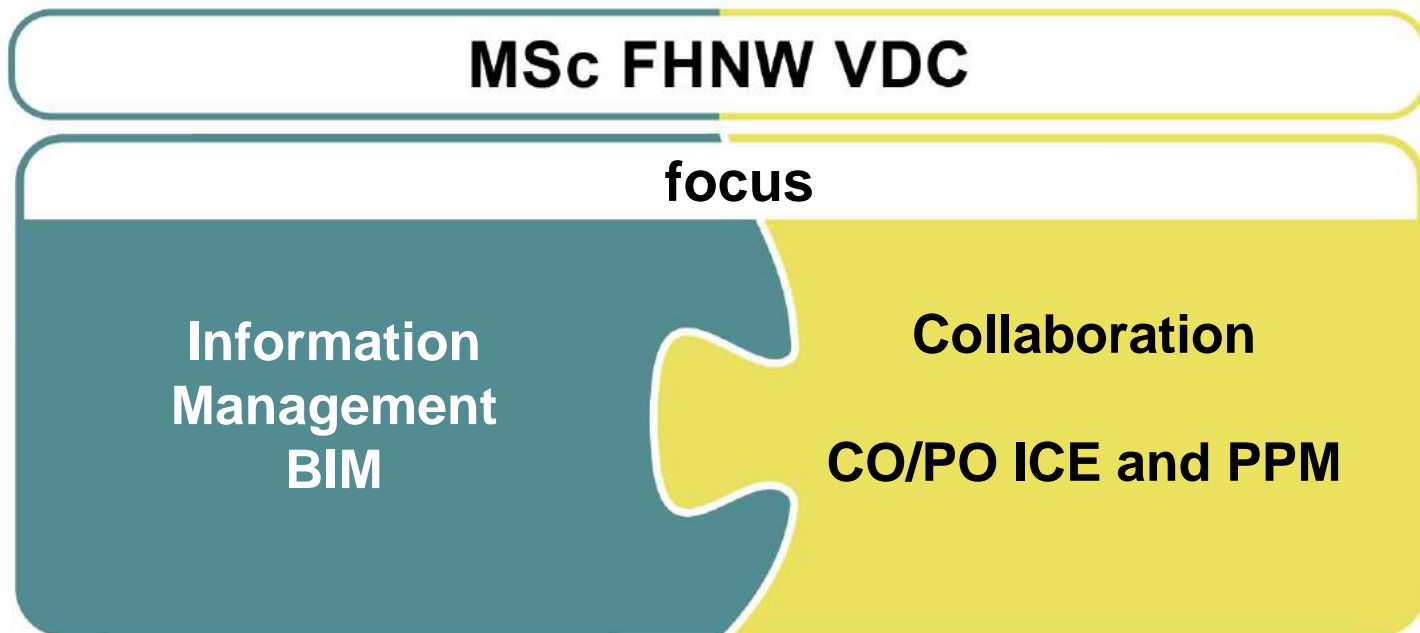 MSc FHNW VDC
focus
Information
Management
BIM
Collaboration
CO/PO ICE and PPM